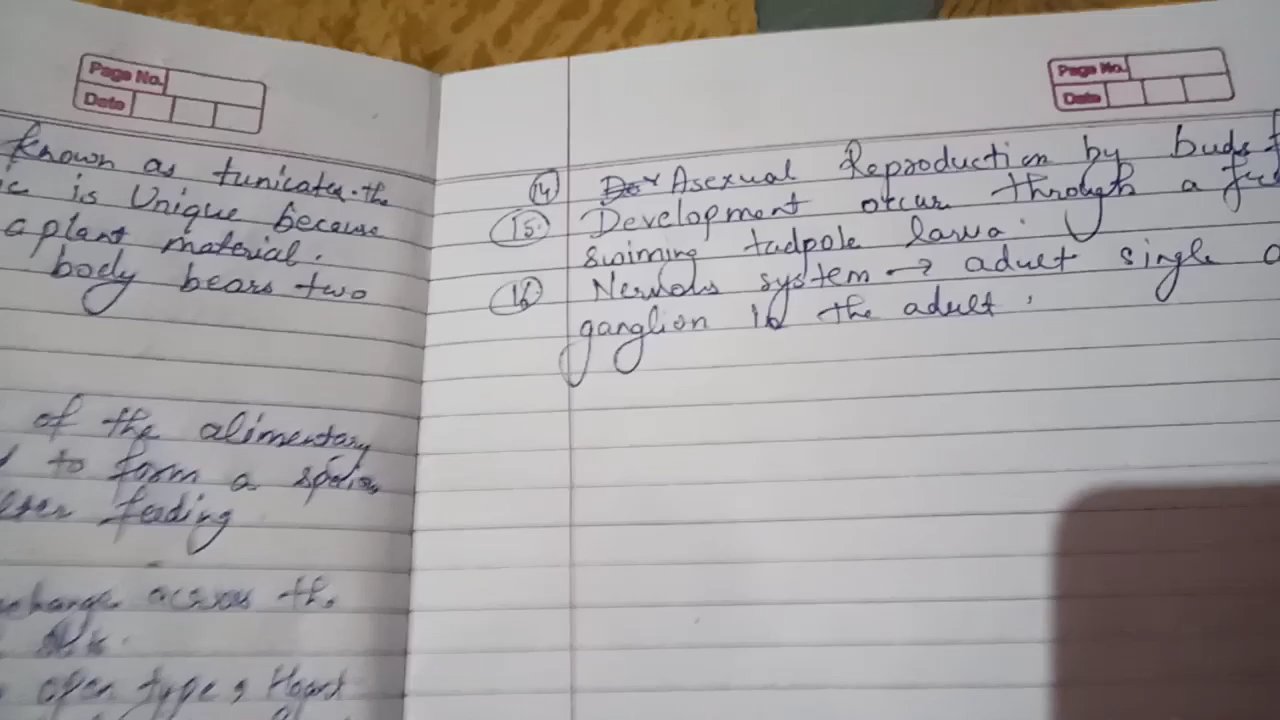 Page No.
Date
known as tunicates. the
is Unique because
a plant material.
body bears two
of the alimentary
to form a
feeding
across the
open type, Heart
Page No.
Date
(14) Asexual Reproduction by buds
(15) Development occur through a
swiming tadpole larva.
(16) Nervous system → adult single
ganglion in the adult.